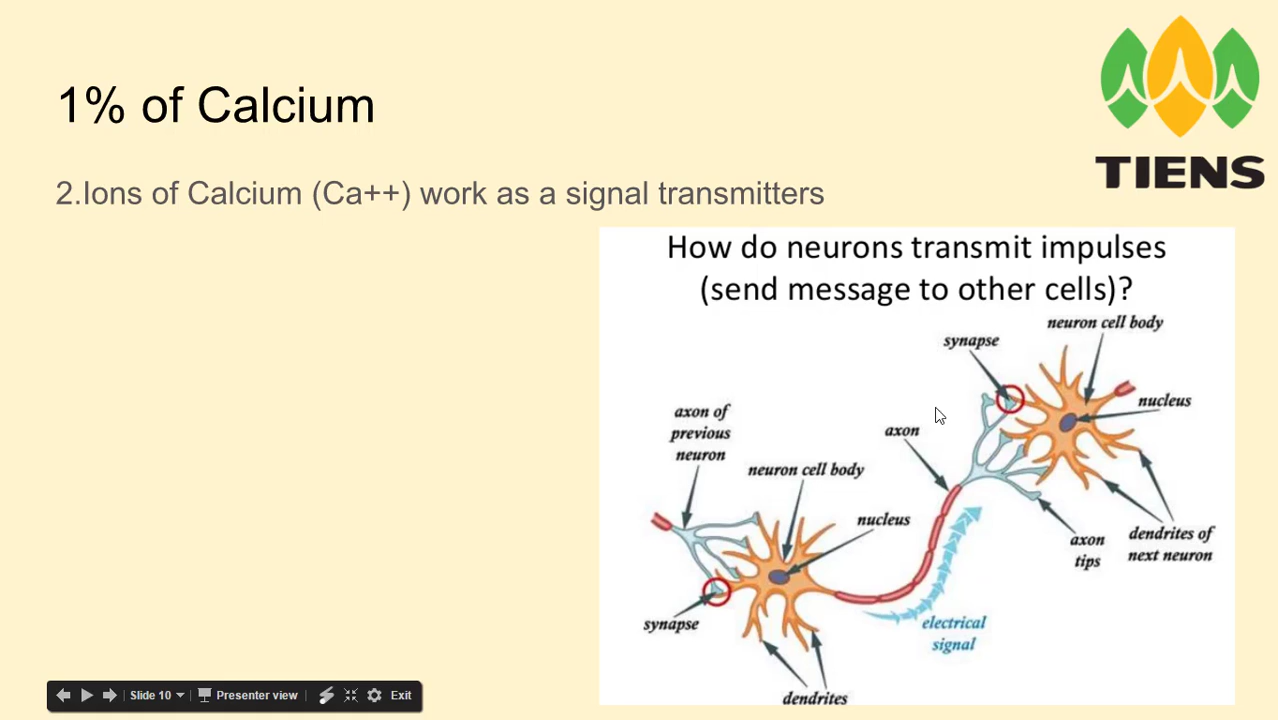 1% of Calcium
TIENS
2.Ions of Calcium (Ca++) work as a signal transmitters
How do neurons transmit impulses
(send message to other cells)?
neuron cell body
synapse
nucleus
axon of
previous
neuron
axon
neuron cell body
nucleus
axon
tips
dendrites of
next neuron
synapse
electrical
signal
dendrites
Slide 10
Presenter view
Exit